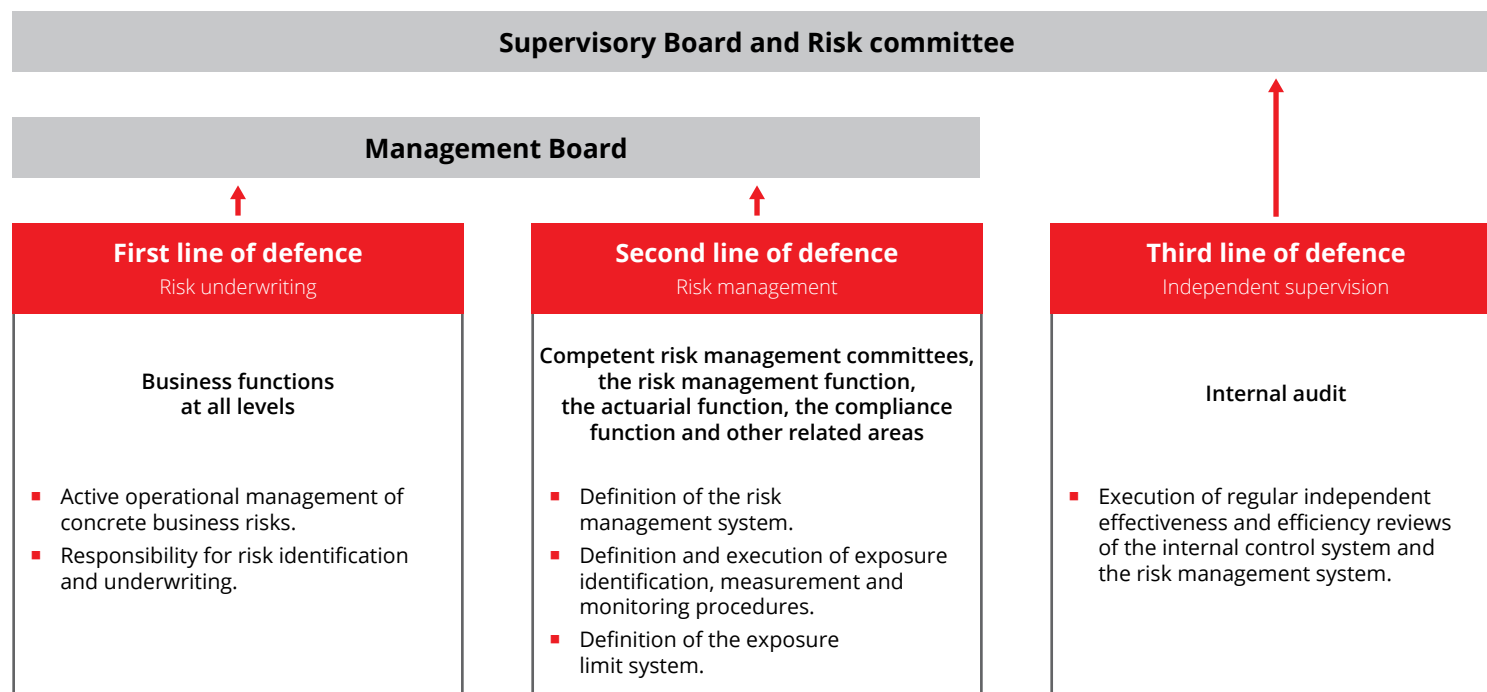 Supervisory Board and Risk committee
Management Board
First line of defence
Risk underwriting
Business functions
at all levels
Active operational management of
concrete business risks.
Responsibility for risk identification
and underwriting.
Second line of defence
Risk management
Competent risk management committees,
the risk management function,
the actuarial function, the compliance
function and other related areas
Definition of the risk
management system.
Definition and execution of exposure
identification, measurement and
monitoring procedures.
Definition of the exposure
limit system.
Third line of defence
Independent supervision
Internal audit
Execution of regular independent
effectiveness and efficiency reviews
of the internal control system and
the risk management system.